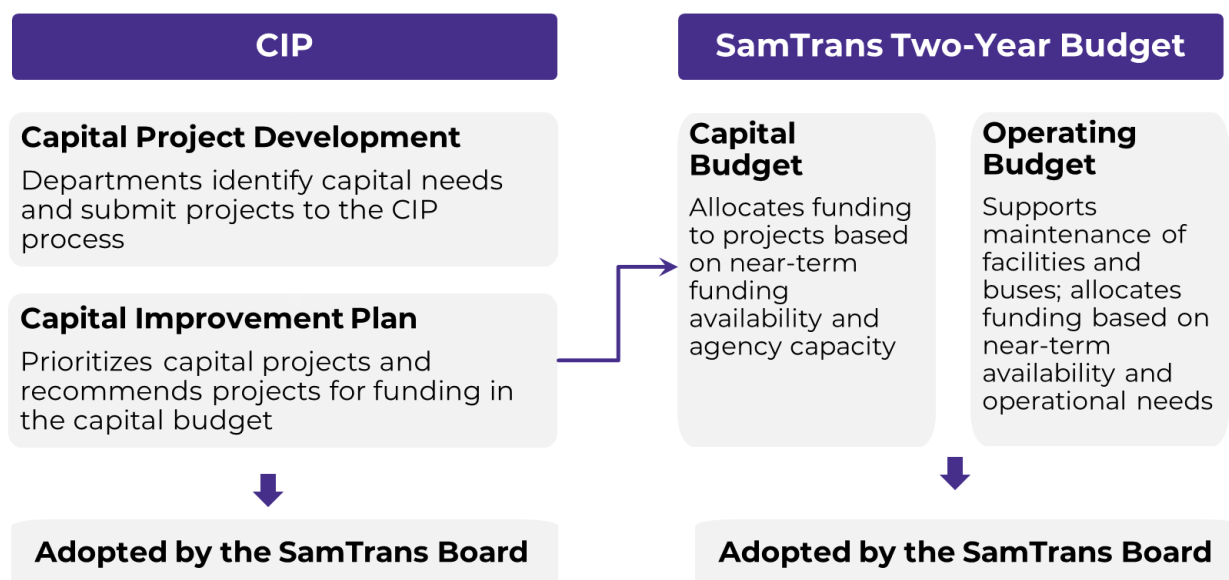 CIP
Capital Project Development
Departments identify capital needs
and submit projects to the CIP
process
Capital Improvement Plan
Prioritizes capital projects and
recommends projects for funding in
the capital budget
Adopted by the SamTrans Board
SamTrans Two-Year Budget
Capital
Budget
Allocates funding
to projects based
on near-term
funding
availability and
agency capacity
Operating
Budget
Supports
maintenance of
facilities and
buses; allocates
funding based on
near-term
availability and
operational needs
Adopted by the SamTrans Board